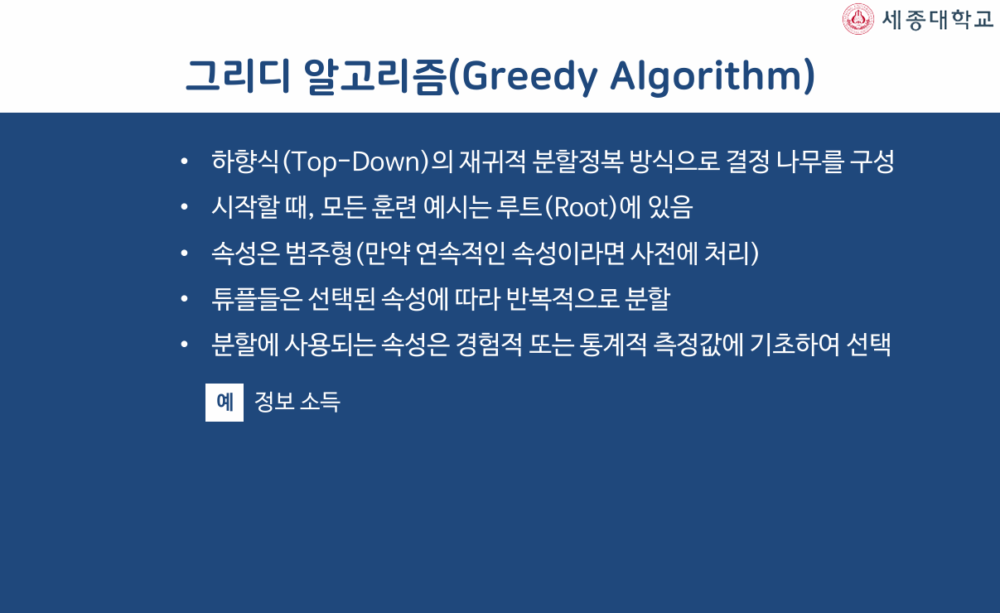 세종대학교
그리디 알고리즘(Greedy Algorithm)
• 하향식(Top-Down)의 재귀적 분할정복 방식으로 결정 나무를 구성
• 시작할 때, 모든 훈련 예시는 루트(Root)에 있음
• 속성은 범주형(만약 연속적인 속성이라면 사전에 처리)
• 튜플들은 선택된 속성에 따라 반복적으로 분할
• 분할에 사용되는 속성은 경험적 또는 통계적 측정값에 기초하여 선택
예 정보 소득